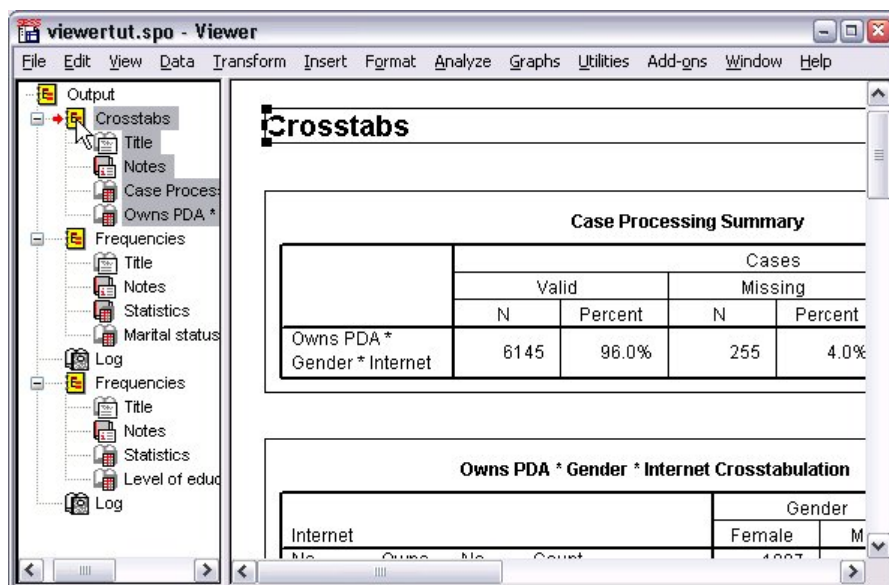 viewertut.spo - Viewer
File Edit View Data Transform Insert Format Analyze Graphs Utilities Add-ons Window Help
Output
Crosstabs
Title
Notes
Case Proces
Owns PDA *
Frequencies
Title
Notes
Statistics
Marital status
Log
Frequencies
Title
Notes
Statistics
Level of educ
Log
Crosstabs
Case Processing Summary
Cases
Valid Missing
N Percent N Percent
Owns PDA *
Gender * Internet 6145 96.0% 255 4.0%
Owns PDA * Gender * Internet Crosstabulation
Gender
Internet Female M